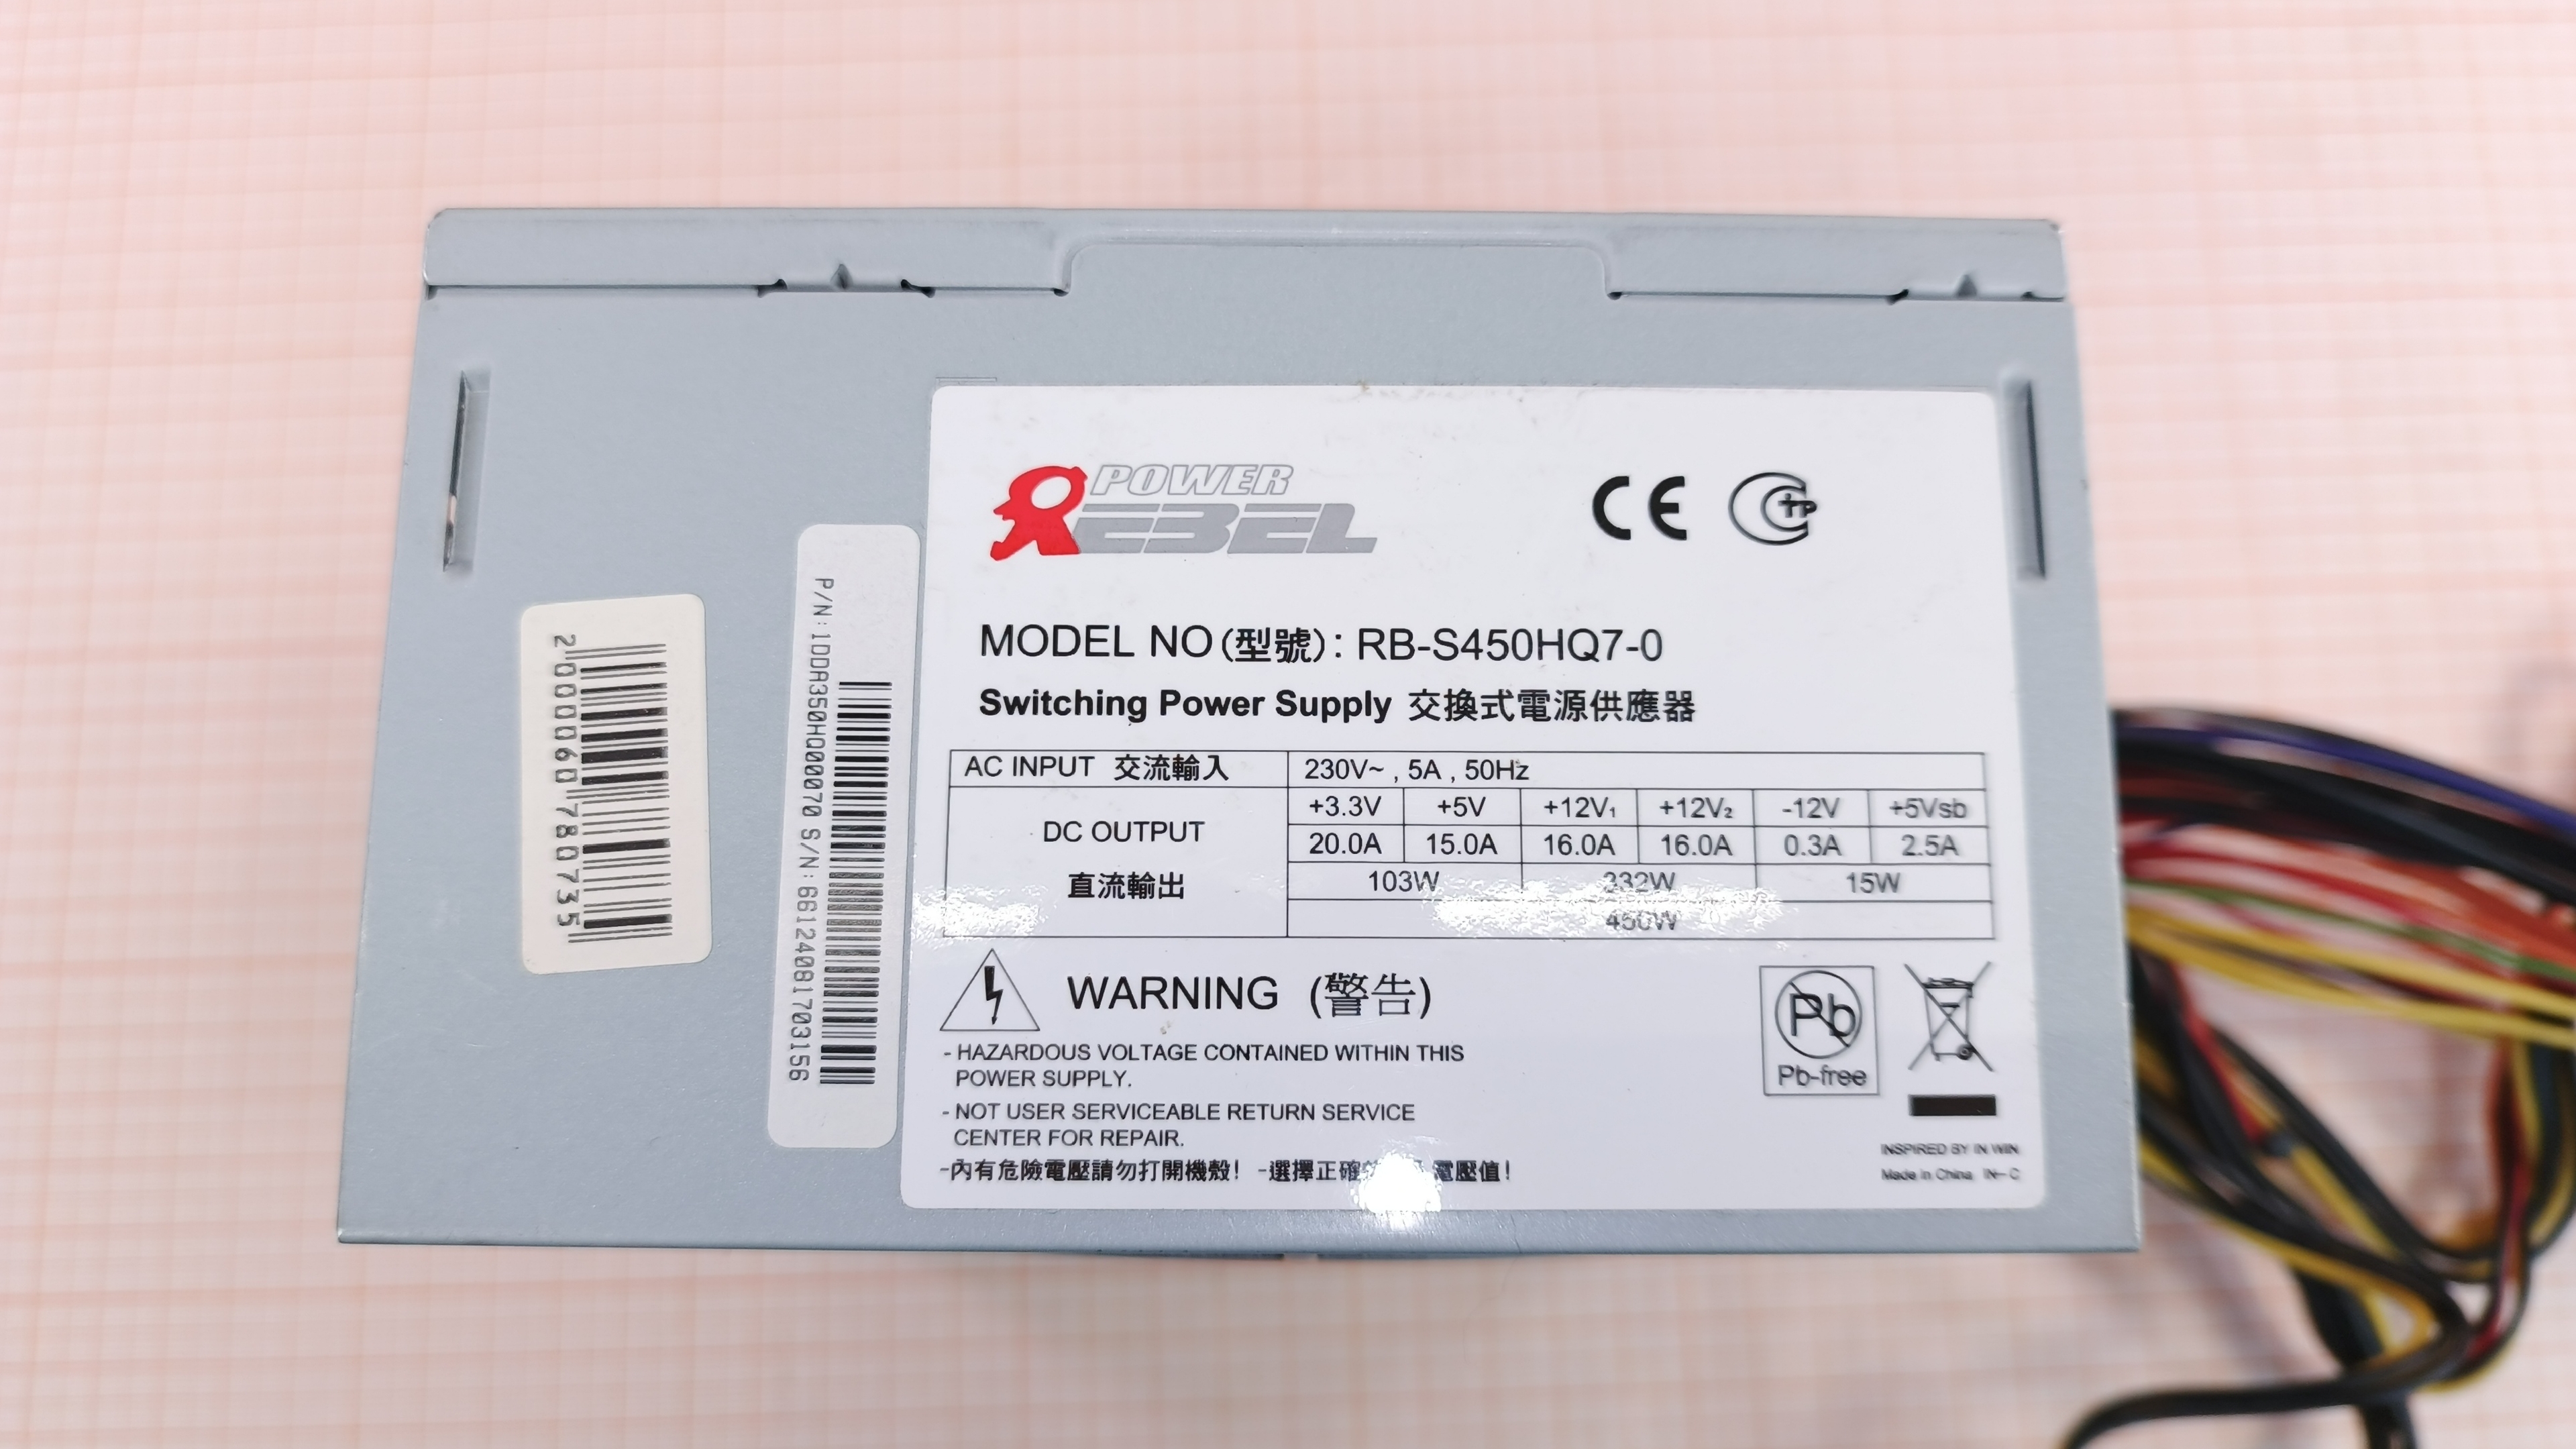 2000060780735
P/N:1DDA350HQ00070 S/N:66124081703156
POWER
REBEL
CE
MODEL NO(型號): RB-S450HQ7-0
Switching Power Supply 交換式電源供應器
AC INPUT 交流輸入 230V~ , 5A , 50Hz
DC OUTPUT
直流輸出
+3.3V +5V +12V₁ +12V₂ -12V +5Vsb
20.0A 15.0A 16.0A 16.0A 0.3A 2.5A
103W 332W 15W
450W
WARNING (警告)
- HAZARDOUS VOLTAGE CONTAINED WITHIN THIS
POWER SUPPLY.
- NOT USER SERVICEABLE RETURN SERVICE
CENTER FOR REPAIR.
-內有危險電壓請勿打開機殼! -選擇正確 電壓值!
Pb
Pb-free
INSPIRED BY IN WIN
Made in China IN-C